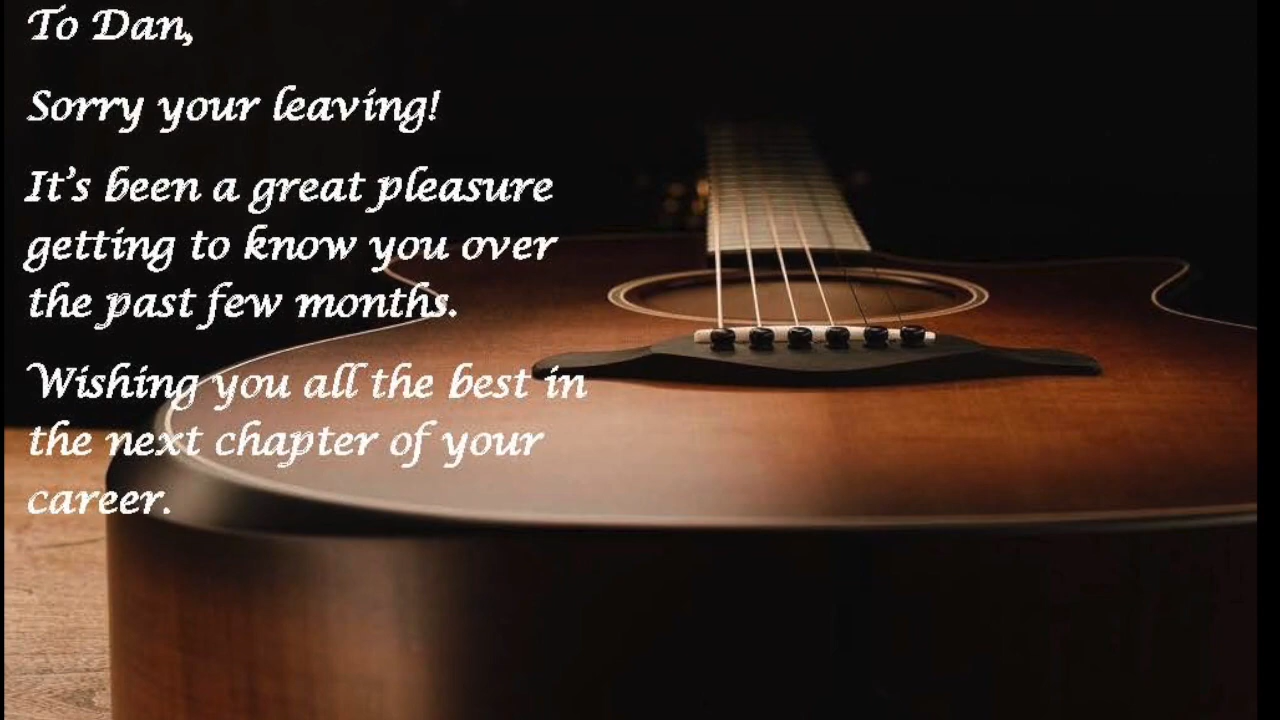 To Dan,
Sorry your leaving!
It's been a great pleasure
getting to know you over
the past few months.
Wishing you all the best in
the next chapter of your
career.